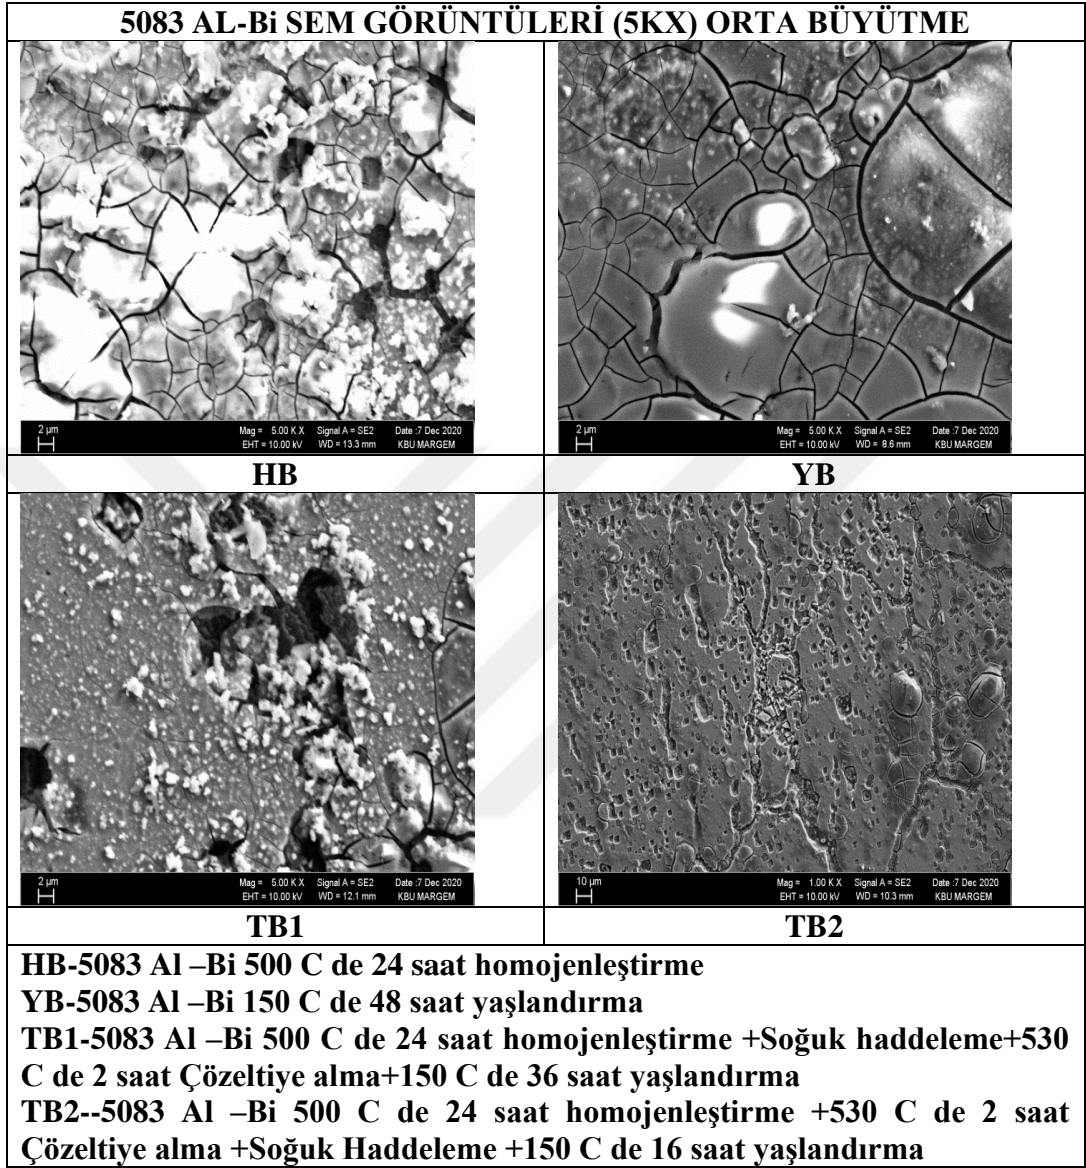 5083 AL-Bi SEM GÖRÜNTÜLERİ (5KX) ORTA BÜYÜTME
2 µm Mag = 5.00 K X Signal A = SE2 Date :7 Dec 2020
EHT = 10.00 kV WD = 13.3 mm KBU MARGEM
2 µm Mag = 5.00 K X Signal A = SE2 Date :7 Dec 2020
EHT = 10.00 kV WD = 8.6 mm KBU MARGEM
HB
YB
2 µm Mag = 5.00 K X Signal A = SE2 Date :7 Dec 2020
EHT = 10.00 kV WD = 12.1 mm KBU MARGEM
10 µm Mag = 1.00 K X Signal A = SE2 Date :7 Dec 2020
EHT = 10.00 kV WD = 10.3 mm KBU MARGEM
TB1
TB2
HB-5083 Al –Bi 500 C de 24 saat homojenleştirme
YB-5083 Al –Bi 150 C de 48 saat yaşlandırma
TB1-5083 Al –Bi 500 C de 24 saat homojenleştirme +Soğuk haddeleme+530
C de 2 saat Çözeltiye alma+150 C de 36 saat yaşlandırma
TB2--5083 Al –Bi 500 C de 24 saat homojenleştirme +530 C de 2 saat
Çözeltiye alma +Soğuk Haddeleme +150 C de 16 saat yaşlandırma